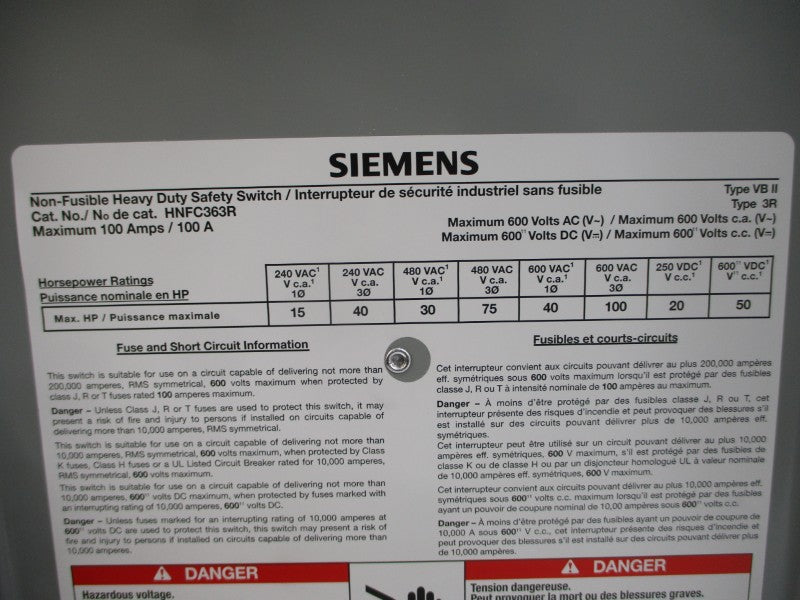 SIEMENS
Non-Fusible Heavy Duty Safety Switch / Interrupteur de sécurité industriel sans fusible
Type VB II
Cat. No./ No de cat. HNFC363R
Type 3R
Maximum 100 Amps / 100 A
Maximum 600 Volts AC (V~) / Maximum 600 Volts c.a. (V~)
Maximum 600†† Volts DC (V=) / Maximum 600†† Volts c.c. (V=)
Horsepower Ratings
Puissance nominale en HP
240 VAC¹ V c.a.¹ 1Ø
240 VAC V c.a. 3Ø
480 VAC¹ V c.a.¹ 1Ø
480 VAC V c.a. 3Ø
600 VAC¹ V c.a.¹ 1Ø
600 VAC V c.a. 3Ø
250 VDC¹ V c.c.¹
600†† VDC¹ V†† c.c.¹
Max. HP / Puissance maximale 15 40 30 75 40 100 20 50
Fuse and Short Circuit Information
This switch is suitable for use on a circuit capable of delivering not more than
200,000 amperes, RMS symmetrical, 600 volts maximum when protected by
class J, R or T fuses rated 100 amperes maximum.
Danger – Unless Class J, R or T fuses are used to protect this switch, it may
present a risk of fire and injury to persons if installed on circuits capable of
delivering more than 10,000 amperes, RMS symmetrical.
This switch is suitable for use on a circuit capable of delivering not more than
10,000 amperes, RMS symmetrical, 600 volts maximum, when protected by Class
K fuses, Class H fuses or a UL Listed Circuit Breaker rated for 10,000 amperes,
RMS symmetrical, 600 volts maximum.
This switch is suitable for use on a circuit capable of delivering not more than
10,000 amperes, 600†† volts DC maximum, when protected by fuses marked with
an interrupting rating of 10,000 amperes, 600†† volts DC.
Danger – Unless fuses marked for an interrupting rating of 10,000 amperes at
600†† volts DC are used to protect this switch, this switch may present a risk of
fire and injury to persons if installed on circuits capable of delivering more than
10,000 amperes.
Fusibles et courts-circuits
Cet interrupteur convient aux circuits pouvant délivrer au plus 200,000 ampères
eff. symétriques sous 600 volts maximum lorsqu'il est protégé par des fusibles
classe J, R ou T à intensité nominale de 100 ampères au maximum.
Danger – À moins d'être protégé par des fusibles classe J, R ou T, cet
interrupteur présente des risques d'incendie et peut provoquer des blessures s'il
est installé sur des circuits pouvant délivrer plus de 10,000 ampères eff.
symétriques.
Cet interrupteur peut être utilisé sur un circuit pouvant délivrer au plus 10,000
ampères eff. symétriques, 600 V maximum, s'il est protégé par des fusibles de
classe K ou de classe H ou par un disjoncteur homologué UL à valeur nominale
de 10,000 ampères eff. symétriques, 600 V maximum.
Cet interrupteur convient aux circuits pouvant délivrer au plus 10,000 ampères eff.
symétriques sous 600†† volts c.c. maximum lorsqu'il est protégé par des fusibles
ayant un pouvoir de coupure nominal de 10,00 ampères sous 600†† volts c.c.
Danger – À moins d'être protégé par des fusibles ayant un pouvoir de coupure de
10,000 A sous 600†† V c.c., cet interrupteur présente des risques d'incendie et
peut provoquer des blessures s'il est installé sur des circuits pouvant délivrer plus
de 10,000 ampères.
DANGER
Hazardous voltage.
DANGER
Tension dangereuse.
Peut provoquer la mort ou des blessures graves.